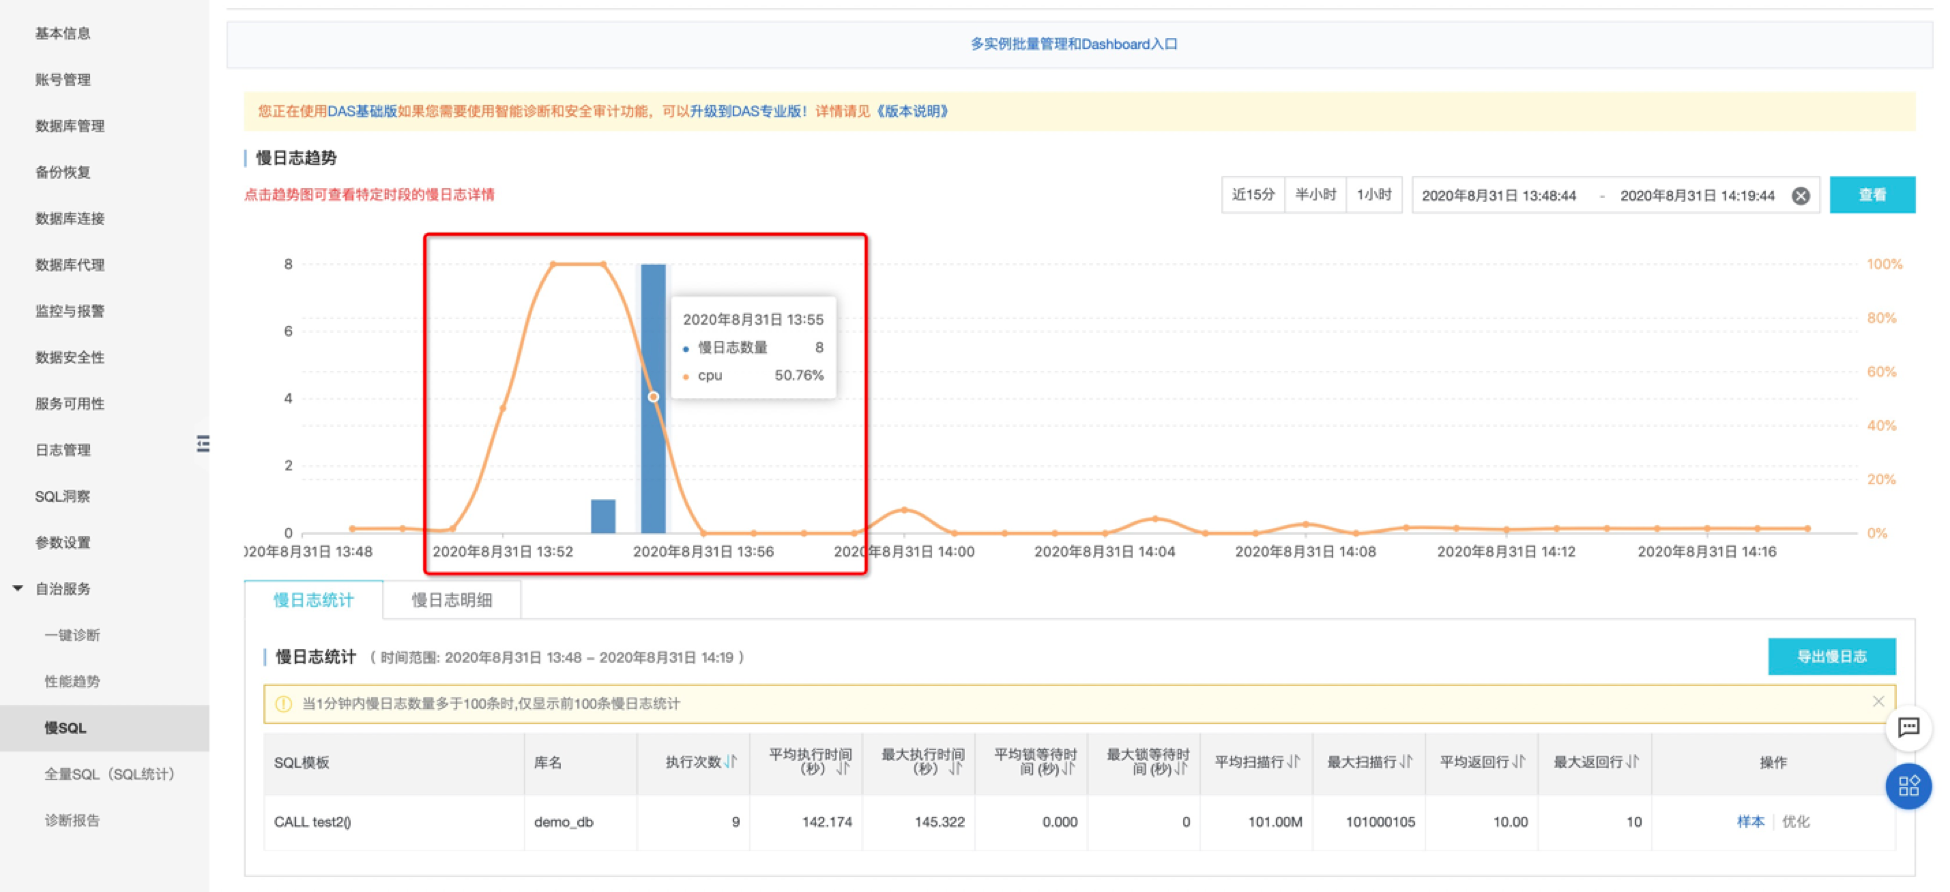 基本信息
账号管理
数据库管理
备份恢复
数据库连接
数据库代理
监控与报警
数据安全性
服务可用性
日志管理
SQL洞察
参数设置
自治服务
一键诊断
性能趋势
慢SQL
全量SQL（SQL统计）
诊断报告
多实例批量管理和Dashboard入口
您正在使用DAS基础版如果您需要使用智能诊断和安全审计功能，可以升级到DAS专业版！详情请见《版本说明》
慢日志趋势
点击趋势图可查看特定时段的慢日志详情
近15分 半小时 1小时 2020年8月31日 13:48:44 - 2020年8月31日 14:19:44 查看
8 100%
80%
6
60%
4
40%
2
20%
0 0%
2020年8月31日 13:55
慢日志数量 8
cpu 50.76%
020年8月31日 13:48 2020年8月31日 13:52 2020年8月31日 13:56 2020年8月31日 14:00 2020年8月31日 14:04 2020年8月31日 14:08 2020年8月31日 14:12 2020年8月31日 14:16
慢日志统计 慢日志明细
慢日志统计 （ 时间范围: 2020年8月31日 13:48 – 2020年8月31日 14:19 ） 导出慢日志
当1分钟内慢日志数量多于100条时,仅显示前100条慢日志统计
SQL模板 库名 执行次数 平均执行时间（秒） 最大执行时间（秒） 平均锁等待时间 (秒) 最大锁等待时间 (秒) 平均扫描行 最大扫描行 平均返回行 最大返回行 操作
CALL test2() demo_db 9 142.174 145.322 0.000 0 101.00M 101000105 10.00 10 样本 优化